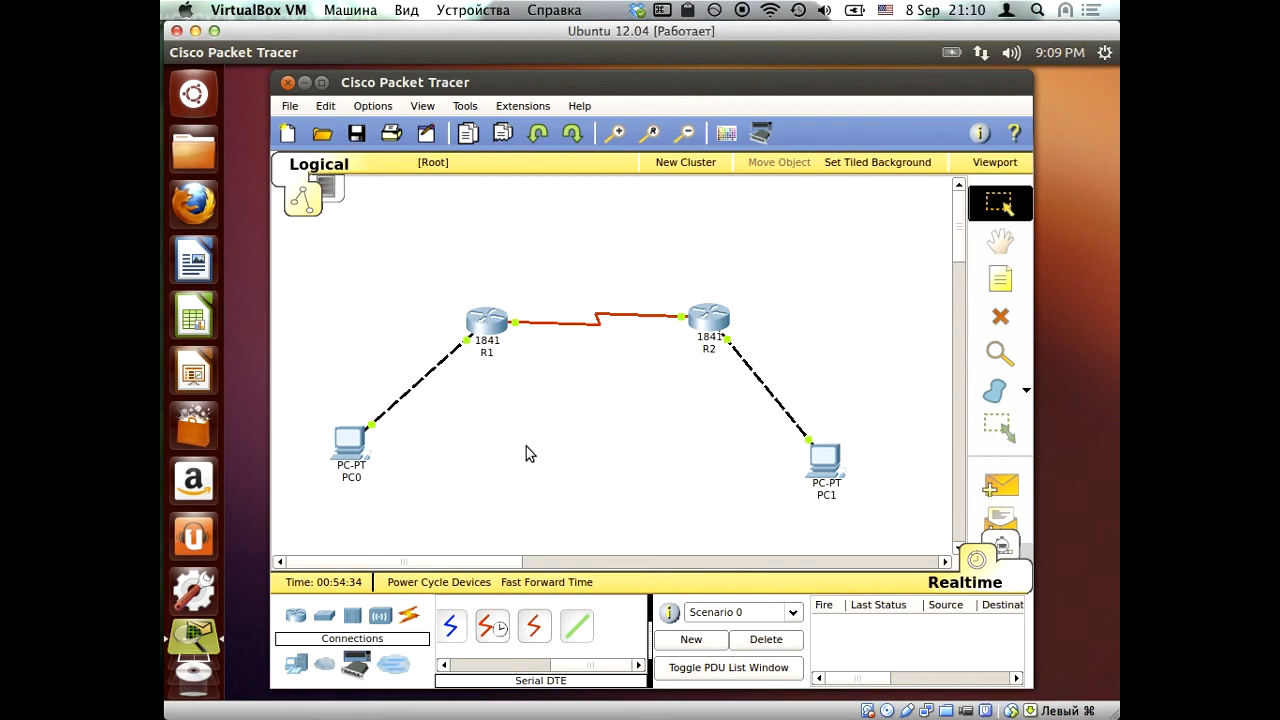 VirtualBox VM Машина Вид Устройства Справка 8 Sep 21:10
Ubuntu 12.04 [Работает]
Cisco Packet Tracer 9:09 PM
Cisco Packet Tracer
File Edit Options View Tools Extensions Help
Logical [Root] New Cluster Move Object Set Tiled Background Viewport
1841
R1
1841
R2
PC-PT
PC0
PC-PT
PC1
Time: 00:54:34 Power Cycle Devices Fast Forward Time Realtime
Scenario 0
Fire Last Status Source Destinat
Connections
New Delete
Toggle PDU List Window
Serial DTE
Левый ⌘